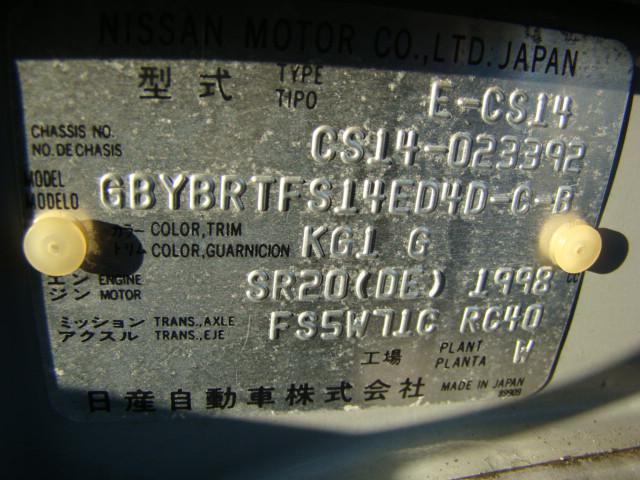 NISSAN MOTOR CO., LTD. JAPAN
型式 TYPE TIPO E-CS14
CHASSIS NO. NO. DE CHASIS CS14-023392
MODEL MODELO GBYBRTFS14ED4D-C-B
カラー COLOR, TRIM
トリム COLOR, GUARNICION KG1 G
エンジン ENGINE MOTOR SR20(DE) 1998 cc
ミッション TRANS., AXLE
アクスル TRANS., EJE FS5W71C RC40
工場 PLANT PLANTA W
日産自動車株式会社 MADE IN JAPAN